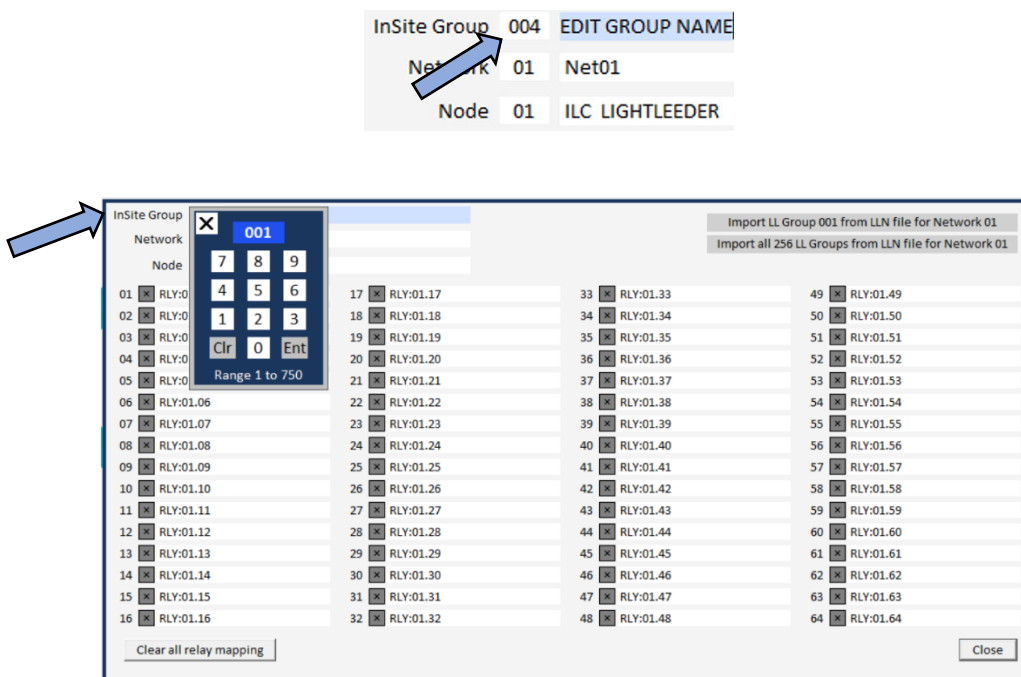 InSite Group 004 EDIT GROUP NAME
Network 01 Net01
Node 01 ILC LIGHTLEEDER
InSite Group
Network
Node
001
7 8 9
4 5 6
1 2 3
Clr 0 Ent
Range 1 to 750
Import LL Group 001 from LLN file for Network 01
Import all 256 LL Groups from LLN file for Network 01
01 RLY:0 17 RLY:01.17 33 RLY:01.33 49 RLY:01.49
02 RLY:0 18 RLY:01.18 34 RLY:01.34 50 RLY:01.50
03 RLY:0 19 RLY:01.19 35 RLY:01.35 51 RLY:01.51
04 RLY:0 20 RLY:01.20 36 RLY:01.36 52 RLY:01.52
05 RLY:0 21 RLY:01.21 37 RLY:01.37 53 RLY:01.53
06 RLY:01.06 22 RLY:01.22 38 RLY:01.38 54 RLY:01.54
07 RLY:01.07 23 RLY:01.23 39 RLY:01.39 55 RLY:01.55
08 RLY:01.08 24 RLY:01.24 40 RLY:01.40 56 RLY:01.56
09 RLY:01.09 25 RLY:01.25 41 RLY:01.41 57 RLY:01.57
10 RLY:01.10 26 RLY:01.26 42 RLY:01.42 58 RLY:01.58
11 RLY:01.11 27 RLY:01.27 43 RLY:01.43 59 RLY:01.59
12 RLY:01.12 28 RLY:01.28 44 RLY:01.44 60 RLY:01.60
13 RLY:01.13 29 RLY:01.29 45 RLY:01.45 61 RLY:01.61
14 RLY:01.14 30 RLY:01.30 46 RLY:01.46 62 RLY:01.62
15 RLY:01.15 31 RLY:01.31 47 RLY:01.47 63 RLY:01.63
16 RLY:01.16 32 RLY:01.32 48 RLY:01.48 64 RLY:01.64
Clear all relay mapping Close